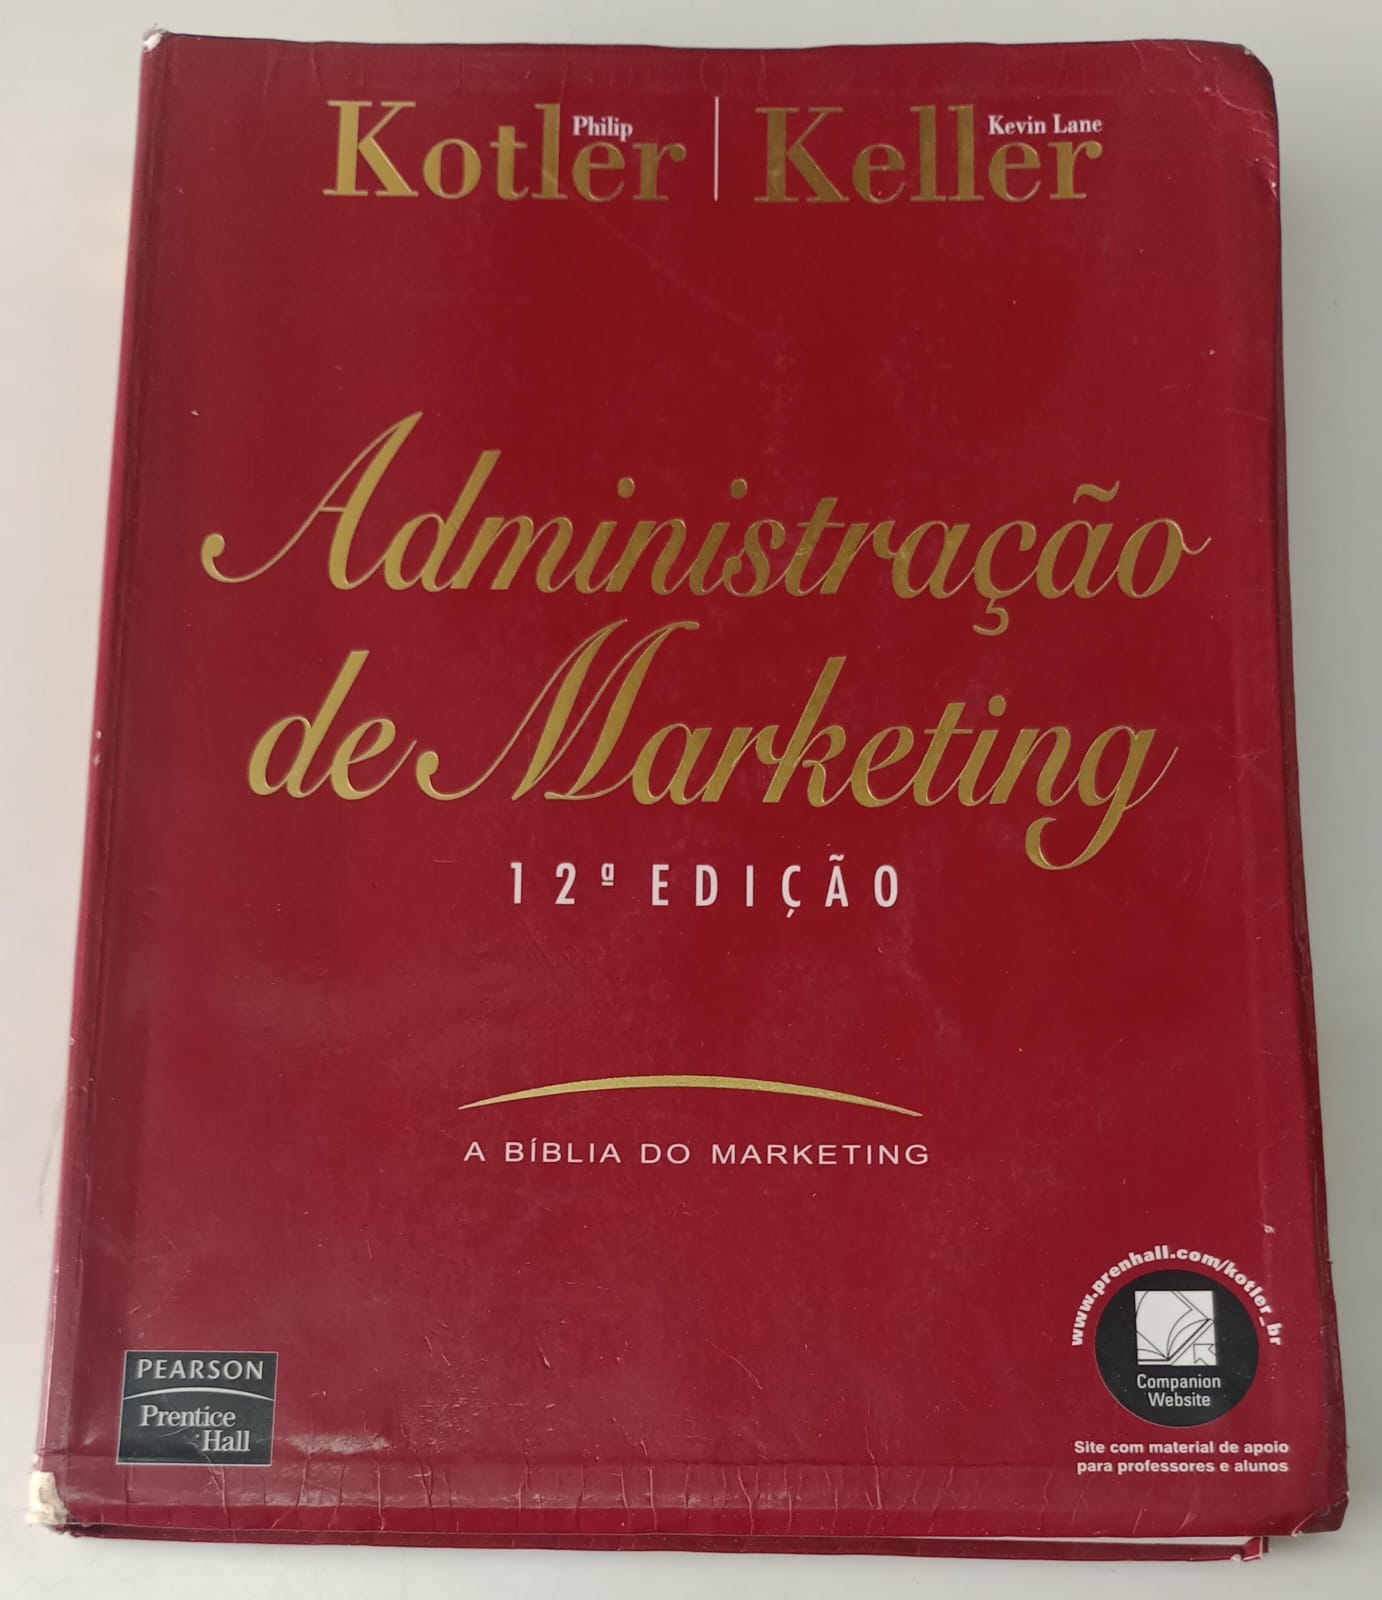 Philip Kotler | Kevin Lane Keller
Administração
de Marketing
12ª EDIÇÃO
A BÍBLIA DO MARKETING
www.prenhall.com/kotler_br
Companion
Website
Site com material de apoio
para professores e alunos
PEARSON
Prentice
Hall